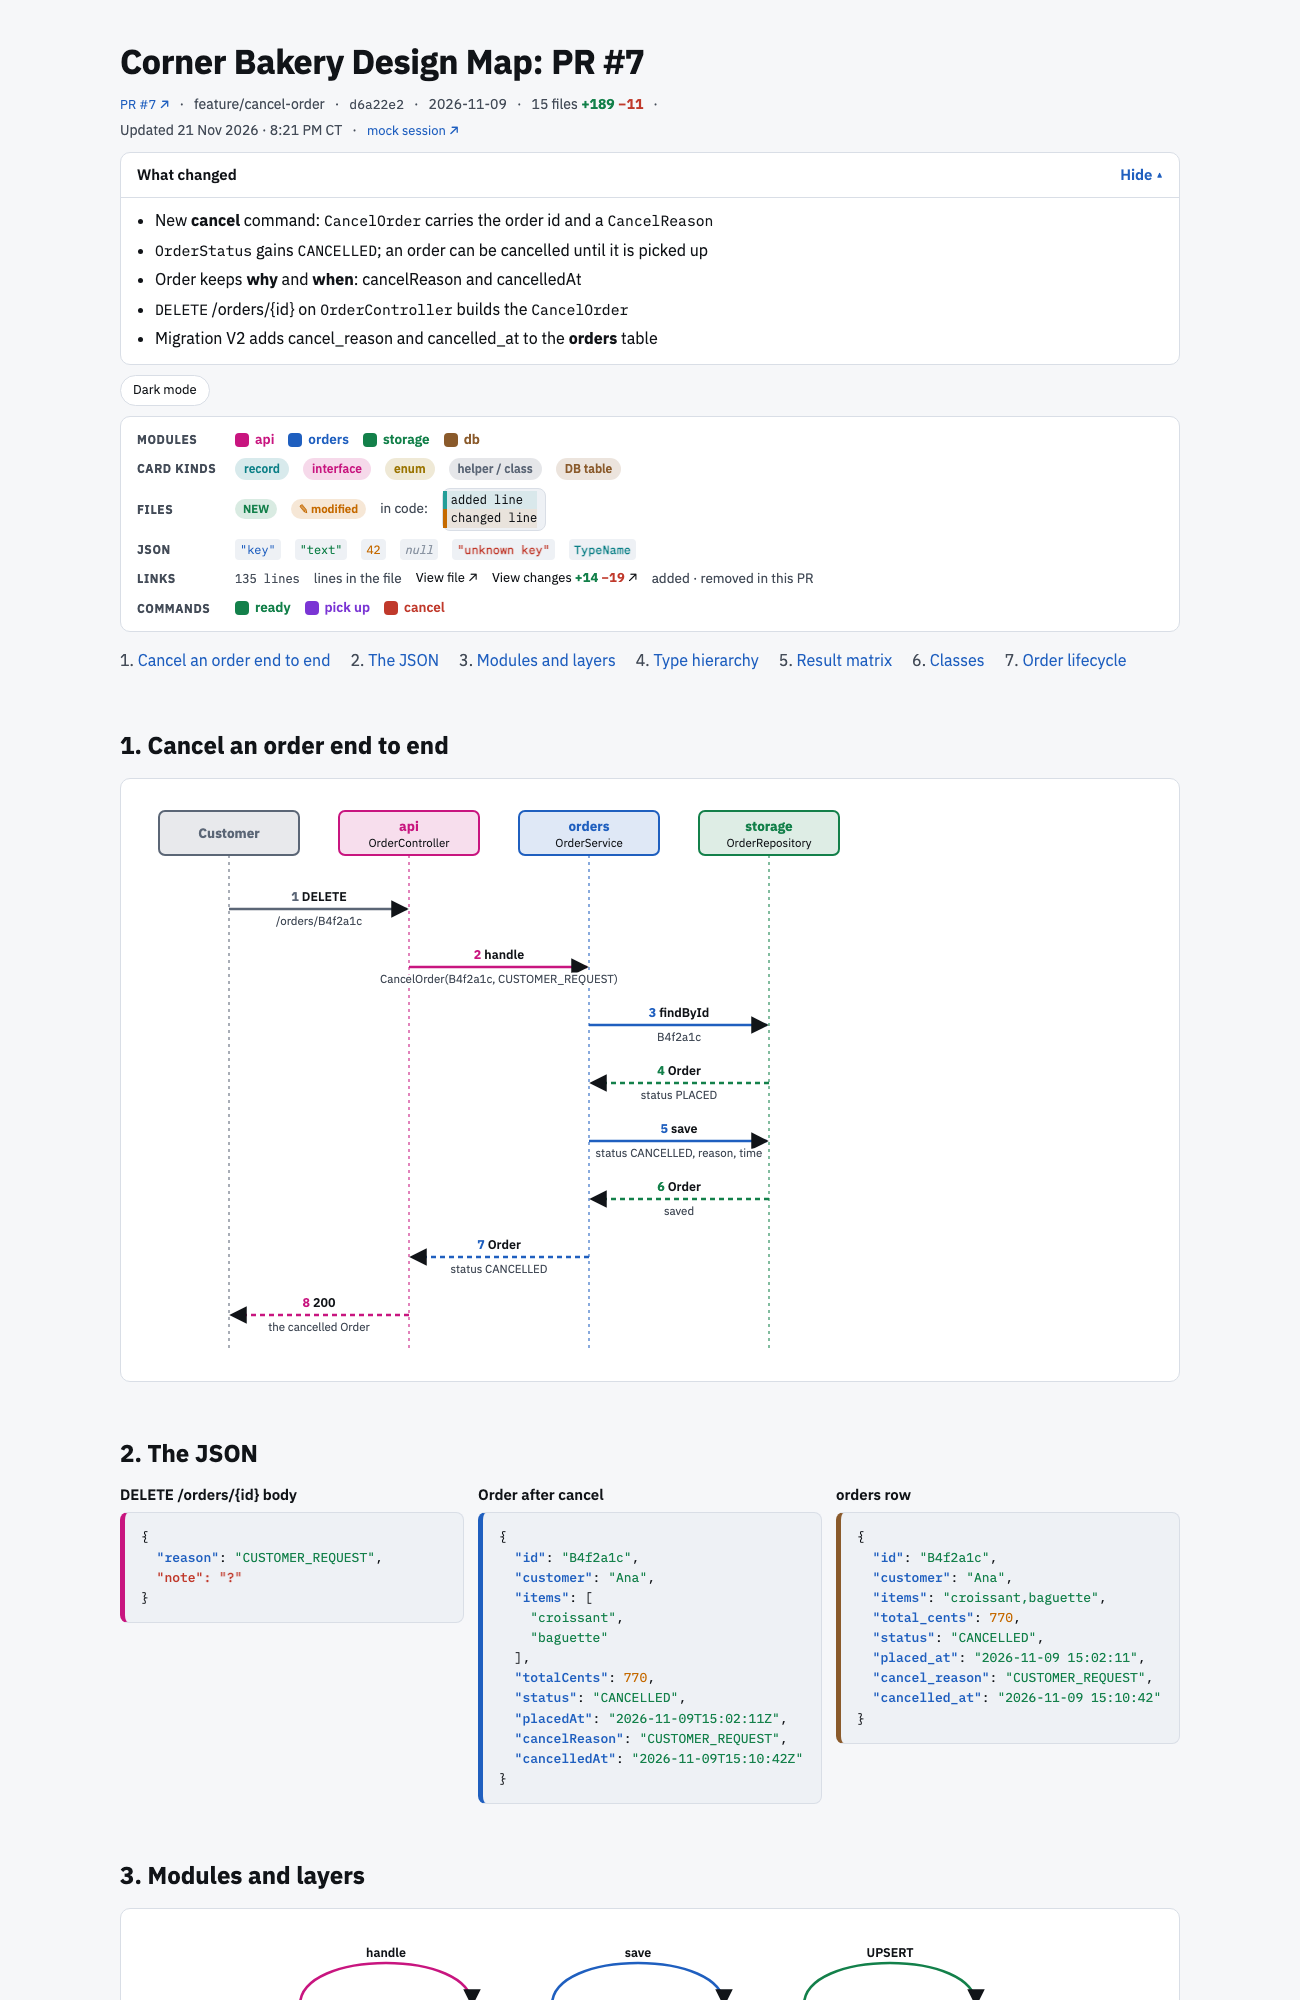 Corner Bakery Design Map: PR #7
PR #7 ↗ · feature/cancel-order · d6a22e2 · 2026-11-09 · 15 files +189 −11 ·
Updated 21 Nov 2026 · 8:21 PM CT · mock session ↗
What changed
Hide ▴
• New cancel command: CancelOrder carries the order id and a CancelReason
• OrderStatus gains CANCELLED; an order can be cancelled until it is picked up
• Order keeps why and when: cancelReason and cancelledAt
• DELETE /orders/{id} on OrderController builds the CancelOrder
• Migration V2 adds cancel_reason and cancelled_at to the orders table
Dark mode
MODULES api orders storage db
CARD KINDS record interface enum helper / class DB table
FILES NEW ✎ modified in code: added line
changed line
JSON "key" "text" 42 null "unknown key" TypeName
LINKS 135 lines lines in the file View file ↗ View changes +14 −19 ↗ added · removed in this PR
COMMANDS ready pick up cancel
1. Cancel an order end to end 2. The JSON 3. Modules and layers 4. Type hierarchy 5. Result matrix 6. Classes 7. Order lifecycle
1. Cancel an order end to end
Customer
api
OrderController
orders
OrderService
storage
OrderRepository
1 DELETE
/orders/B4f2a1c
2 handle
CancelOrder(B4f2a1c, CUSTOMER_REQUEST)
3 findById
B4f2a1c
4 Order
status PLACED
5 save
status CANCELLED, reason, time
6 Order
saved
7 Order
status CANCELLED
8 200
the cancelled Order
2. The JSON
DELETE /orders/{id} body
{
"reason": "CUSTOMER_REQUEST",
"note": "?"
}
Order after cancel
{
"id": "B4f2a1c",
"customer": "Ana",
"items": [
"croissant",
"baguette"
],
"totalCents": 770,
"status": "CANCELLED",
"placedAt": "2026-11-09T15:02:11Z",
"cancelReason": "CUSTOMER_REQUEST",
"cancelledAt": "2026-11-09T15:10:42Z"
}
orders row
{
"id": "B4f2a1c",
"customer": "Ana",
"items": "croissant,baguette",
"total_cents": 770,
"status": "CANCELLED",
"placed_at": "2026-11-09 15:02:11",
"cancel_reason": "CUSTOMER_REQUEST",
"cancelled_at": "2026-11-09 15:10:42"
}
3. Modules and layers
handle
save
UPSERT